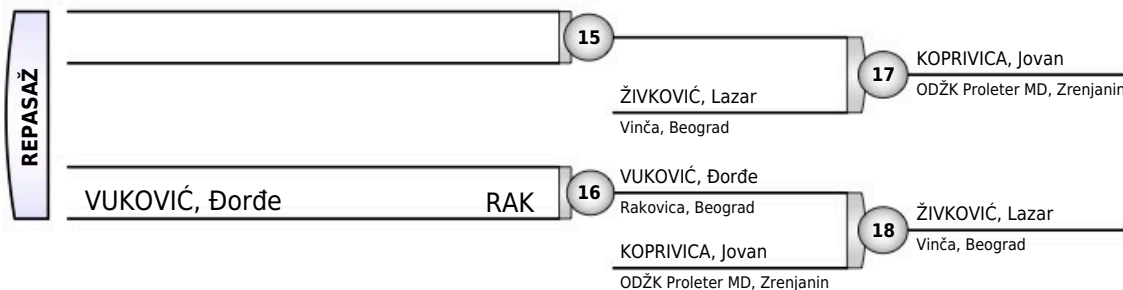 REPASAŽ
15
ŽIVKOVIĆ, Lazar
Vinča, Beograd
17
KOPRIVICA, Jovan
ODŽK Proleter MD, Zrenjanin
VUKOVIĆ, Đorđe RAK
16
VUKOVIĆ, Đorđe
Rakovica, Beograd
KOPRIVICA, Jovan
ODŽK Proleter MD, Zrenjanin
18
ŽIVKOVIĆ, Lazar
Vinča, Beograd